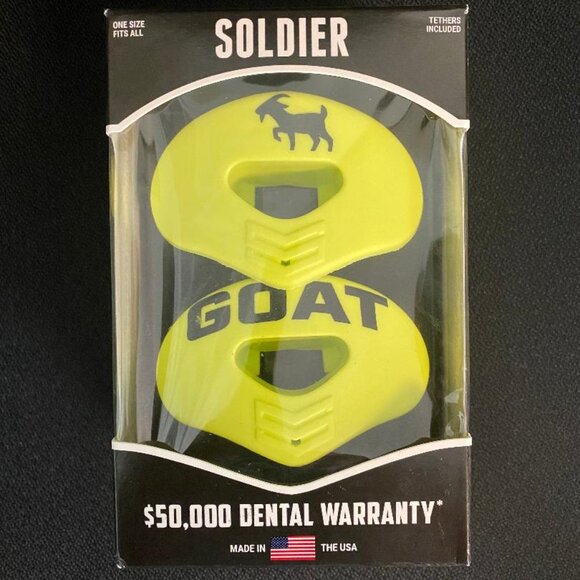 ONE SIZE
FITS ALL
SOLDIER
TETHERS
INCLUDED
GOAT
$50,000 DENTAL WARRANTY*
MADE IN THE USA